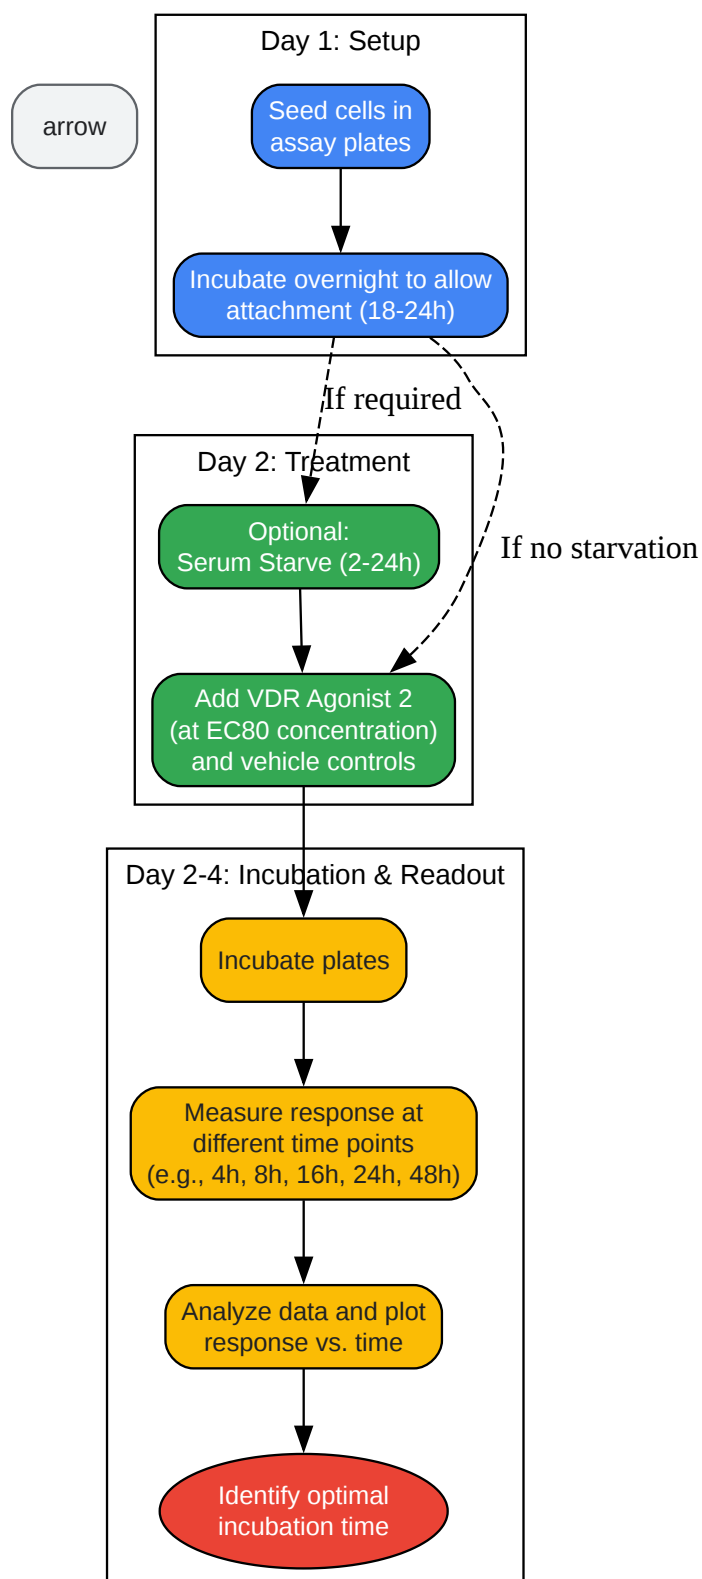 Day 1: Setup
arrow
Seed cells in
assay plates
Incubate overnight to allow
attachment (18-24h)
If required
Day 2: Treatment
Optional:
Serum Starve (2-24h)
If no starvation
Add VDR Agonist 2
(at EC80 concentration)
and vehicle controls
Day 2-4: Incubation & Readout
Incubate plates
Measure response at
different time points
(e.g., 4h, 8h, 16h, 24h, 48h)
Analyze data and plot
response vs. time
Identify optimal
incubation time